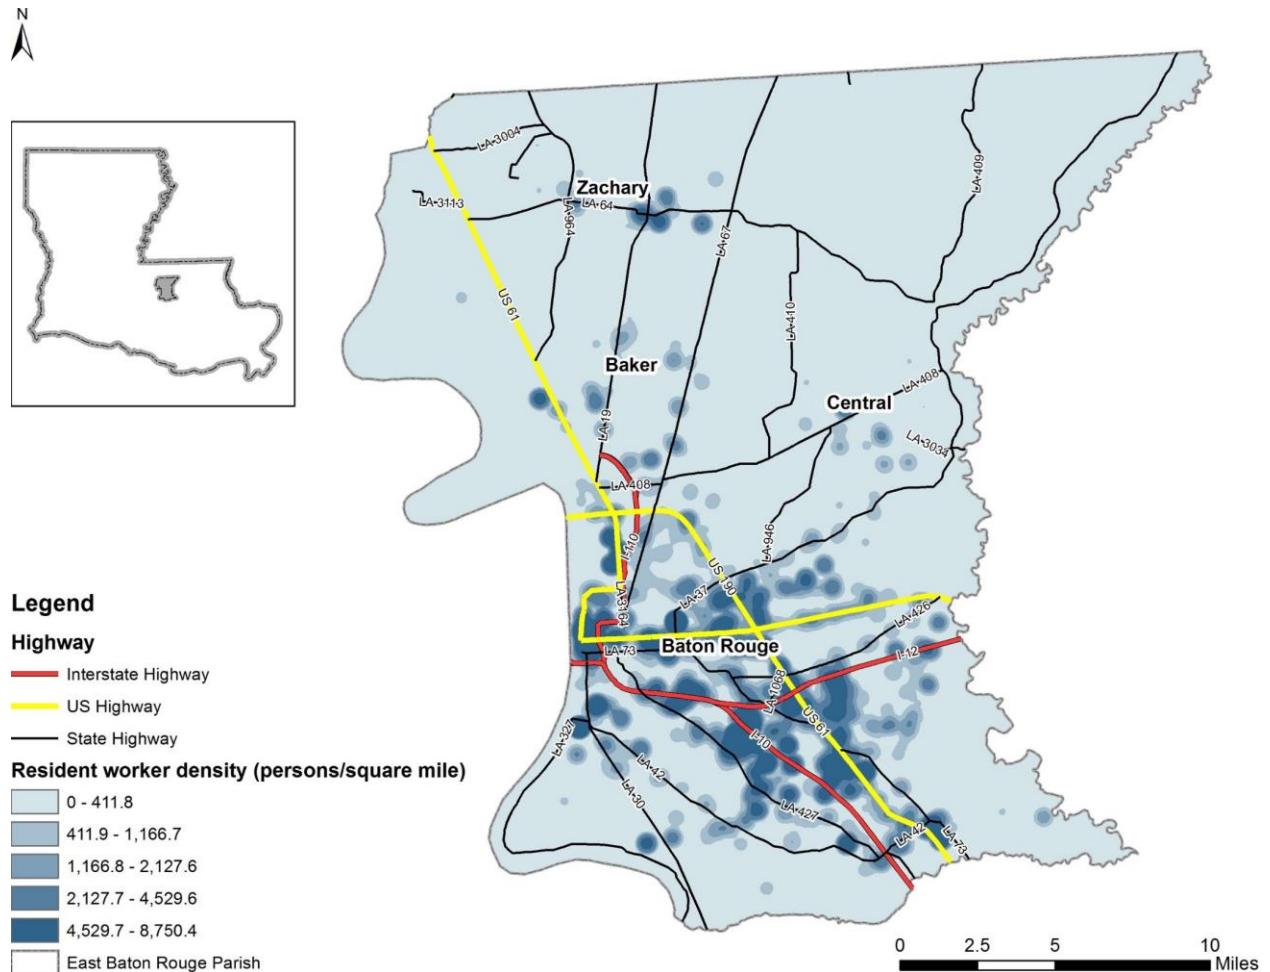 N
LA 3004
Zachary
LA 64
LA 3113
LA 964
LA 67
LA 409
US 61
LA 410
Baker
Central
LA 408
LA 19
LA 3034
LA 408
I-110
LA 946
US 190
LA 37
LA 3164
LA 426
Baton Rouge
LA 73
I-12
LA 1068
US 61
I-10
LA 327
LA 42
LA 30
LA 427
LA 42
LA 73
Legend
Highway
Interstate Highway
US Highway
State Highway
Resident worker density (persons/square mile)
0 - 411.8
411.9 - 1,166.7
1,166.8 - 2,127.6
2,127.7 - 4,529.6
4,529.7 - 8,750.4
East Baton Rouge Parish
0 2.5 5 10
Miles